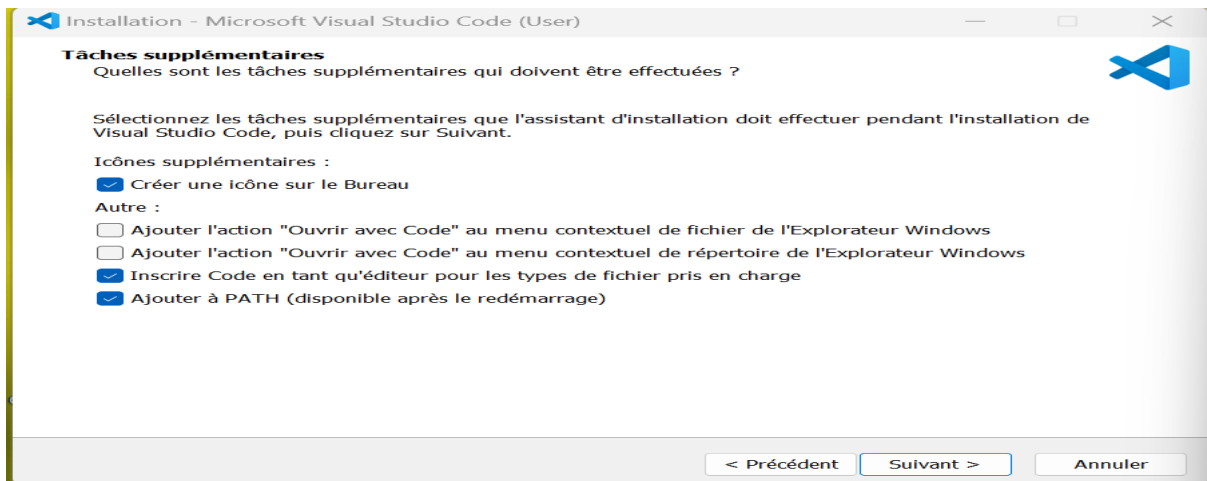 Installation - Microsoft Visual Studio Code (User)
Tâches supplémentaires
Quelles sont les tâches supplémentaires qui doivent être effectuées ?
Sélectionnez les tâches supplémentaires que l'assistant d'installation doit effectuer pendant l'installation de
Visual Studio Code, puis cliquez sur Suivant.
Icônes supplémentaires :
Créer une icône sur le Bureau
Autre :
Ajouter l'action "Ouvrir avec Code" au menu contextuel de fichier de l'Explorateur Windows
Ajouter l'action "Ouvrir avec Code" au menu contextuel de répertoire de l'Explorateur Windows
Inscrire Code en tant qu'éditeur pour les types de fichier pris en charge
Ajouter à PATH (disponible après le redémarrage)
< Précédent Suivant > Annuler